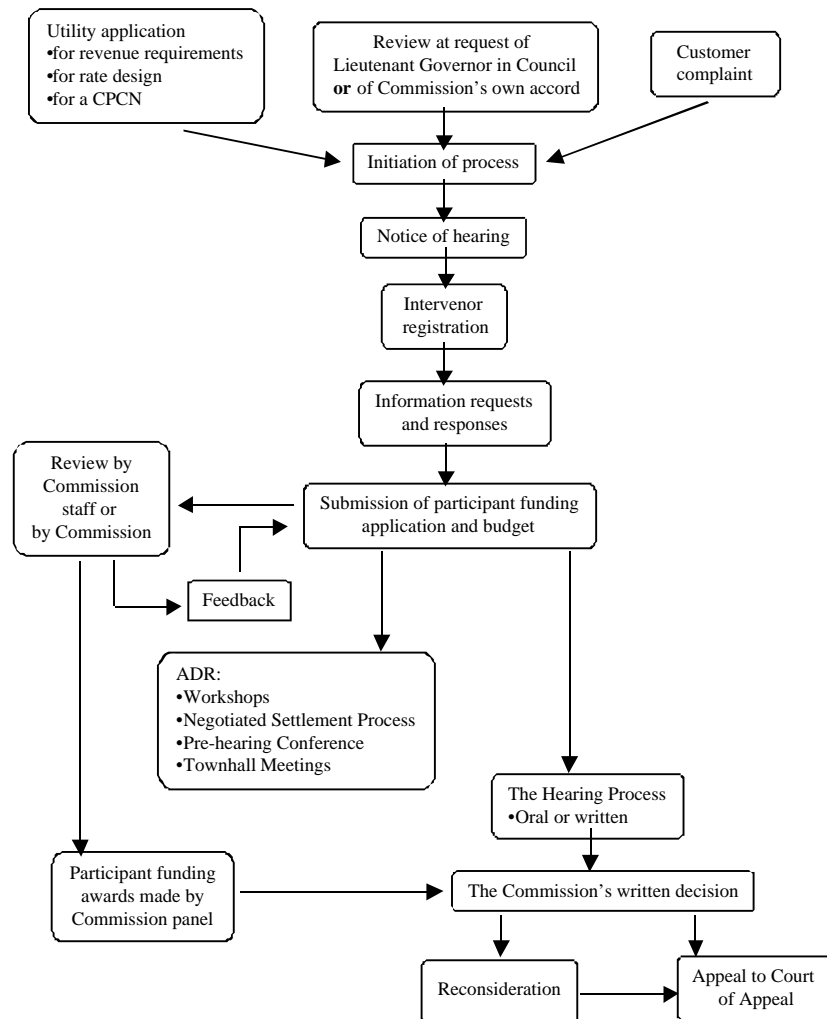 Utility application
•for revenue requirements
•for rate design
•for a CPCN
Review at request of
Lieutenant Governor in Council
or of Commission's own accord
Customer
complaint
Initiation of process
Notice of hearing
Intervenor
registration
Information requests
and responses
Review by
Commission
staff or
by Commission
Submission of participant funding
application and budget
Feedback
ADR:
•Workshops
•Negotiated Settlement Process
•Pre-hearing Conference
•Townhall Meetings
The Hearing Process
•Oral or written
Participant funding
awards made by
Commission panel
The Commission's written decision
Reconsideration
Appeal to Court
of Appeal